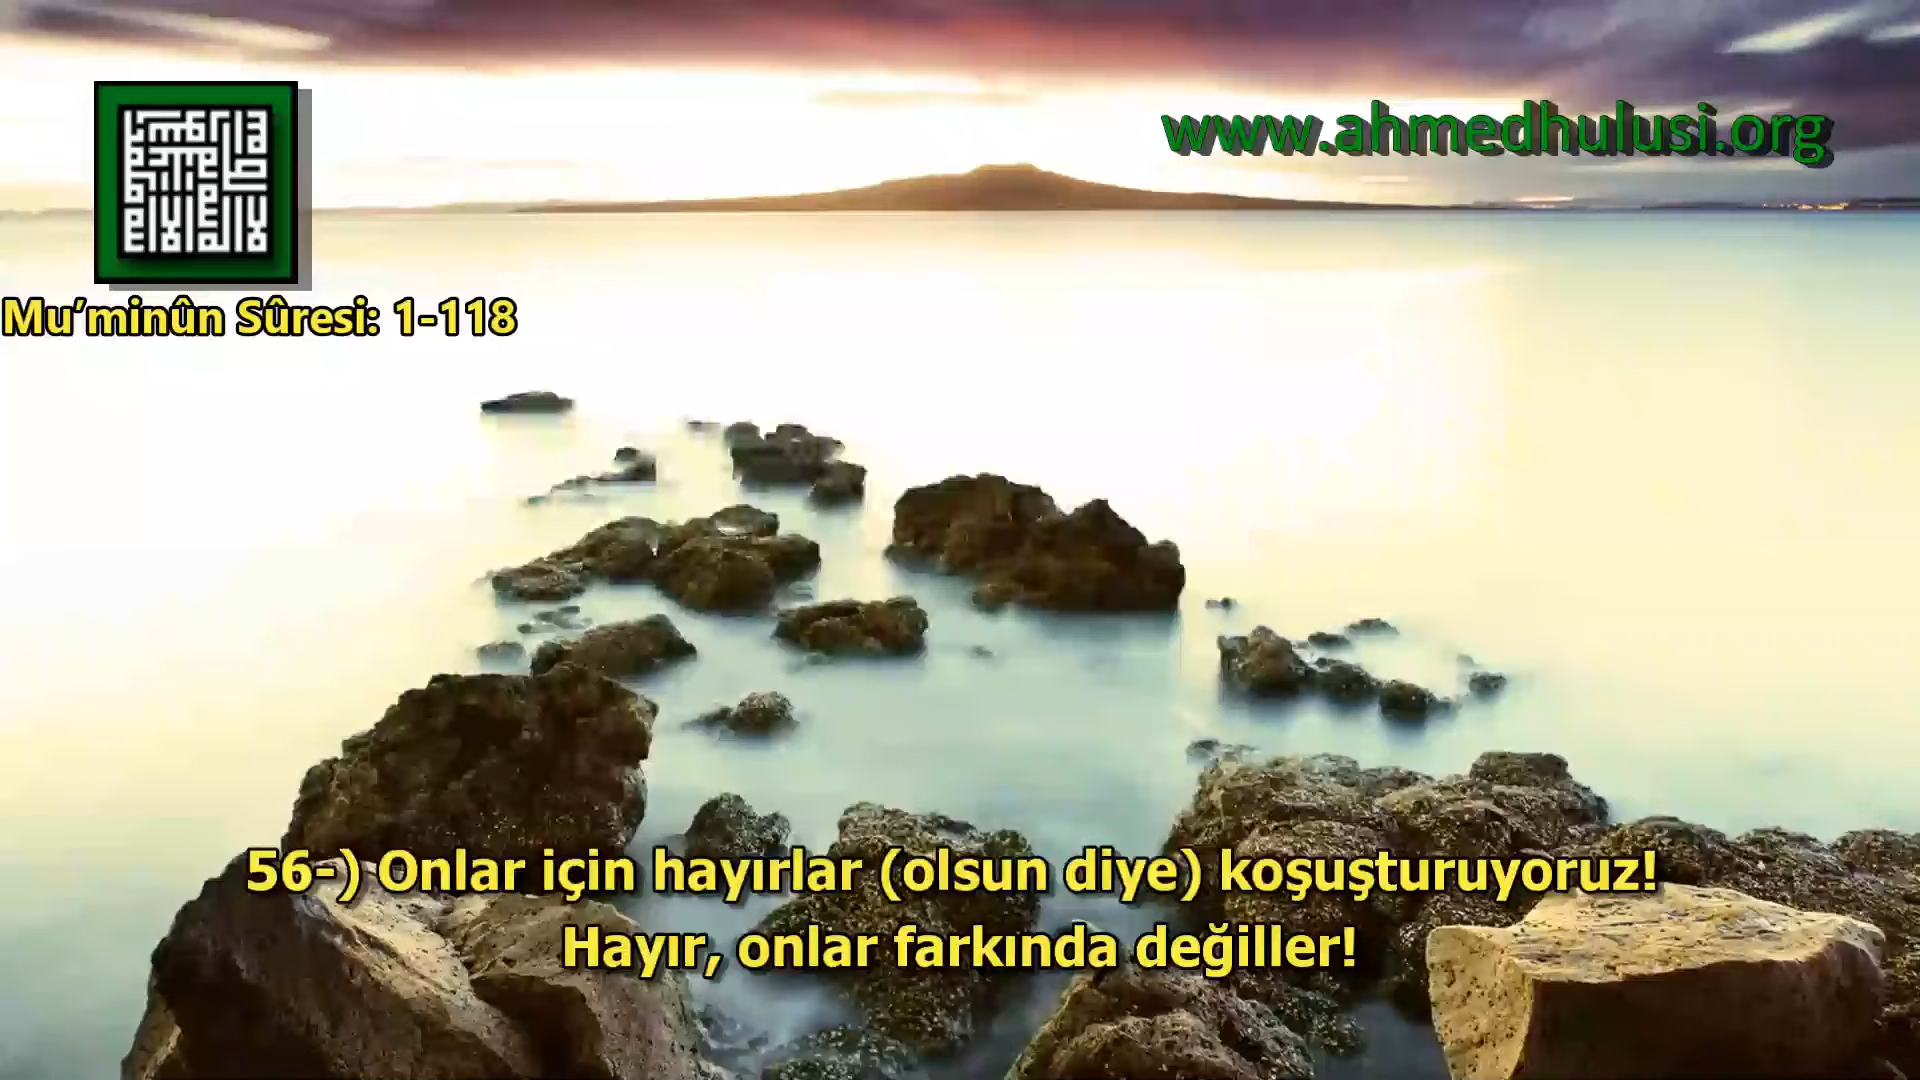 www.ahmedhulusi.org
Mu’minûn Sûresi: 1-118
56-) Onlar için hayırlar (olsun diye) koşuşturuyoruz!
Hayır, onlar farkında değiller!